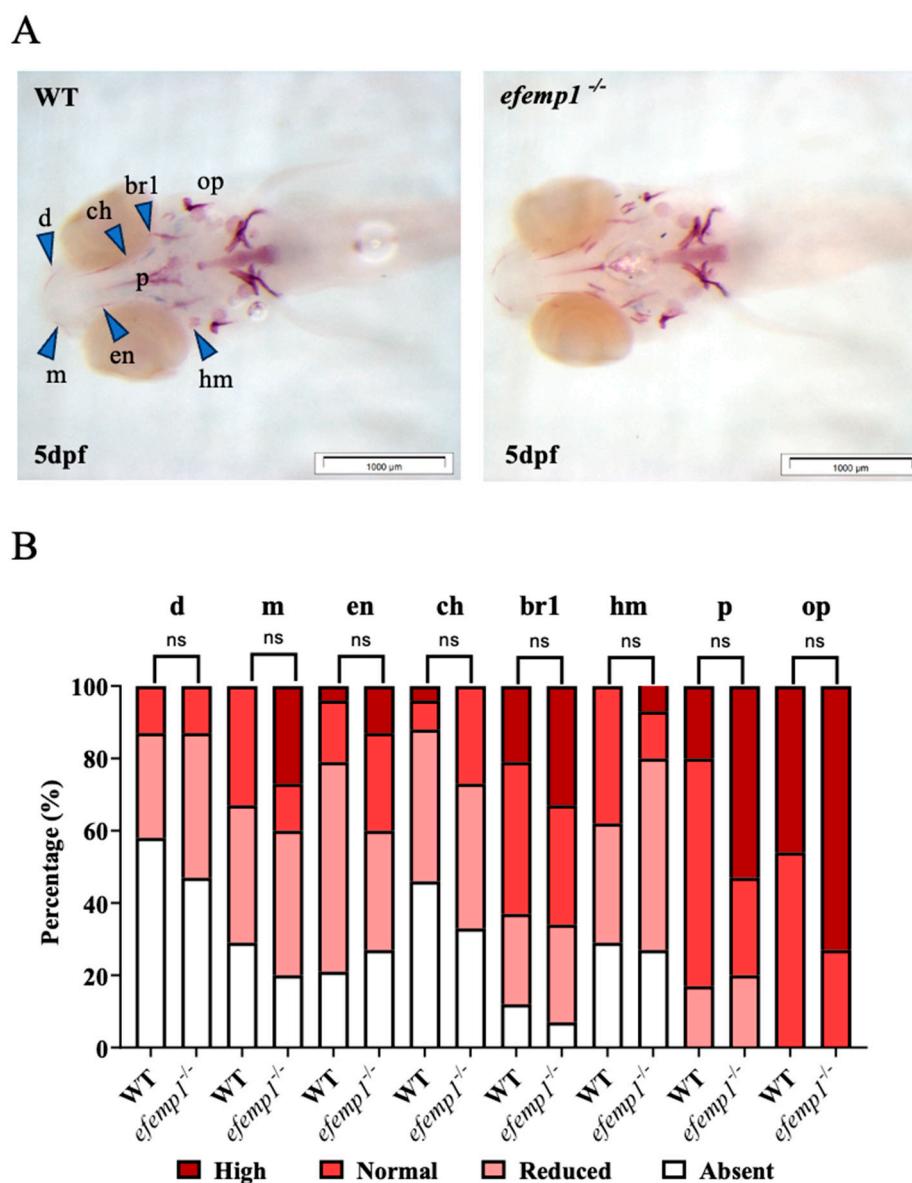 A
WT
efemp1 -/-
br1
op
d
ch
p
en
m
hm
5dpf
1000 µm
5dpf
1000 µm
B
d m en ch br1 hm p op
ns ns ns ns ns ns ns ns
100
80
60
40
20
0
Percentage (%)
WT efemp1-/- WT efemp1-/- WT efemp1-/- WT efemp1-/- WT efemp1-/- WT efemp1-/- WT efemp1-/- WT efemp1-/-
High Normal Reduced Absent